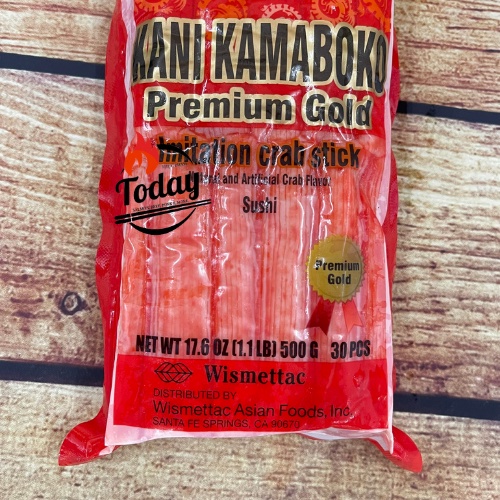 KANI KAMABOKO
Premium Gold
Imitation crab stick
Natural and Artificial Crab Flavor
Today
Sushi
Premium
Gold
NET WT 17.6 OZ (1.1 LB) 500 G 30 PCS
Wismettac
DISTRIBUTED BY
Wismettac Asian Foods, Inc.
SANTA FE SPRINGS, CA 90670